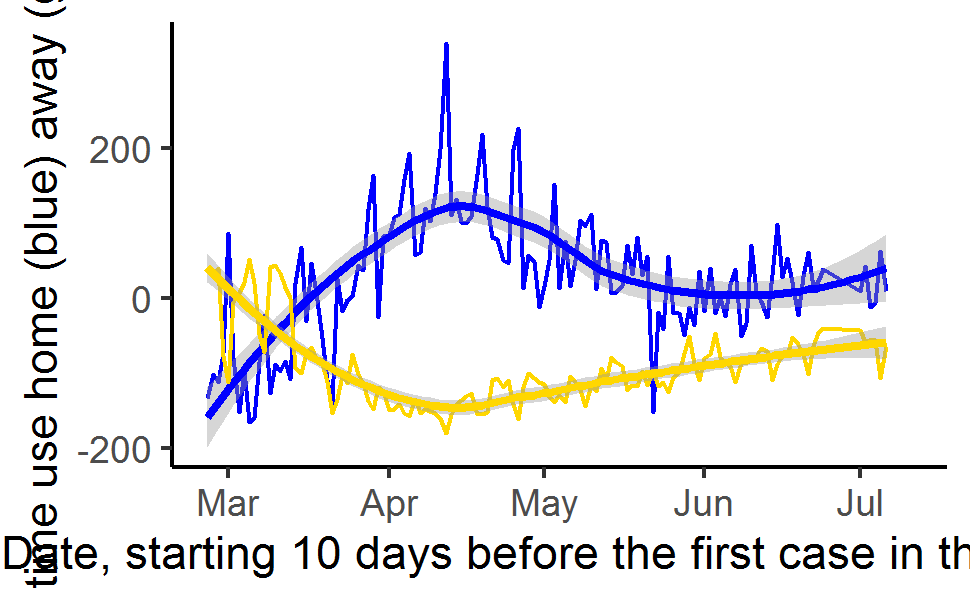 time use home (blue) away (
200
0
-200
Mar Apr May Jun Jul
Date, starting 10 days before the first case in th